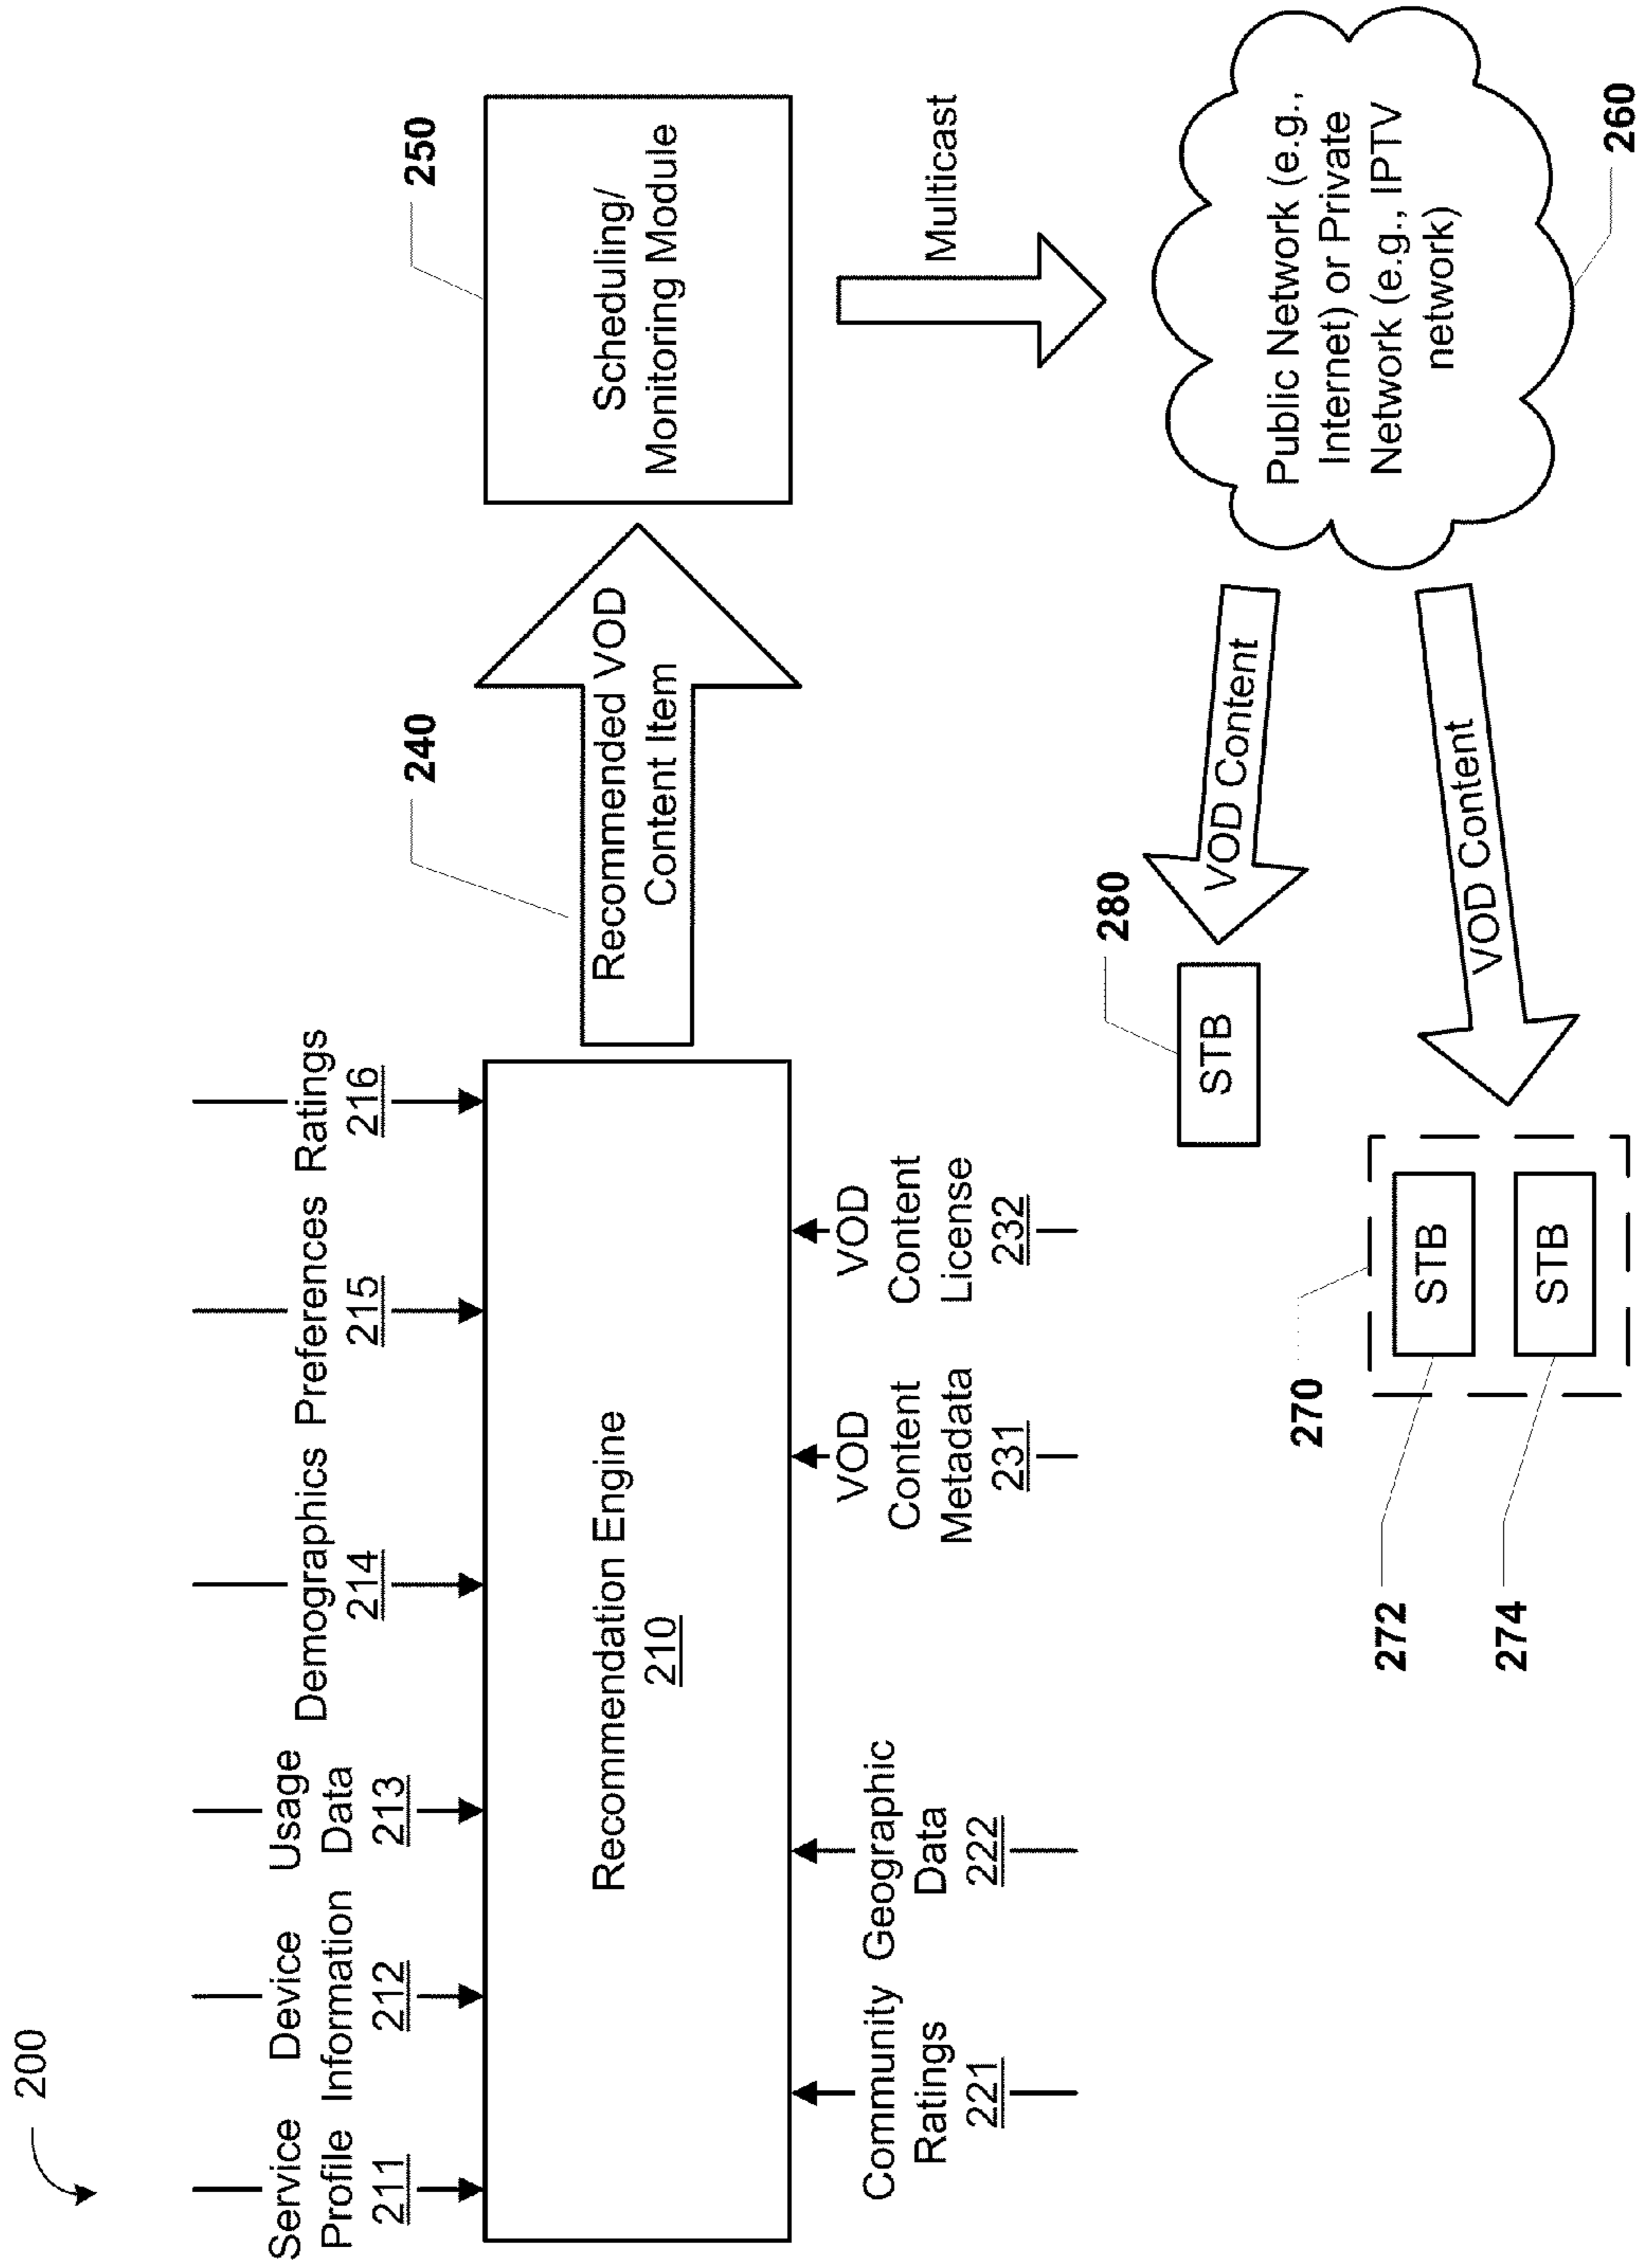 200
Service
Profile
211
Device
Information
212
Usage
Data
213
Demographics
214
Preferences
215
Ratings
216
Recommendation Engine
210
Community
Ratings
221
Geographic
Data
222
VOD
Content
Metadata
231
VOD
Content
License
232
240
Recommended VOD
Content Item
250
Scheduling/
Monitoring Module
Multicast
Public Network (e.g.,
Internet) or Private
Network (e.g., IPTV
network)
260
VOD Content
280
STB
VOD Content
270
STB
272
STB
274